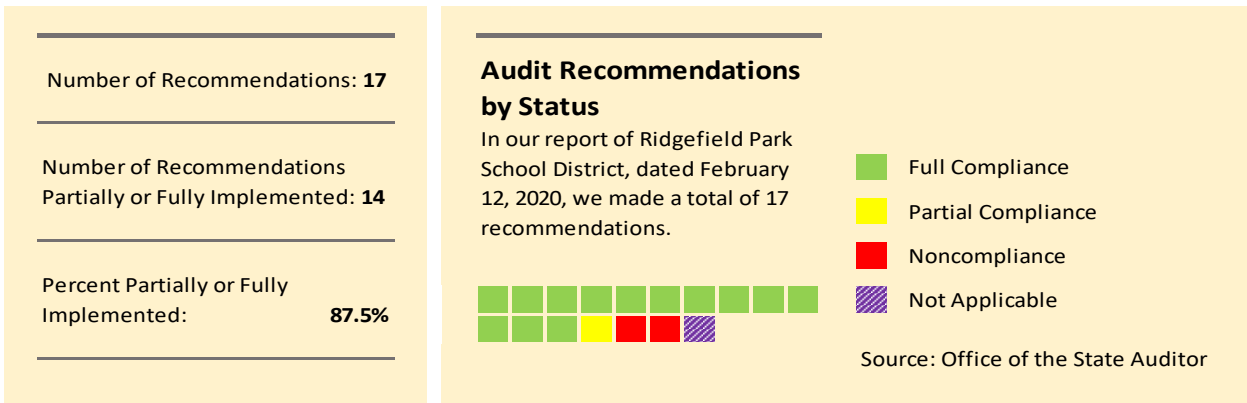 Number of Recommendations: 17
Number of Recommendations
Partially or Fully Implemented: 14
Percent Partially or Fully
Implemented: 87.5%
Audit Recommendations
by Status
In our report of Ridgefield Park
School District, dated February
12, 2020, we made a total of 17
recommendations.
Full Compliance
Partial Compliance
Noncompliance
Not Applicable
Source: Office of the State Auditor